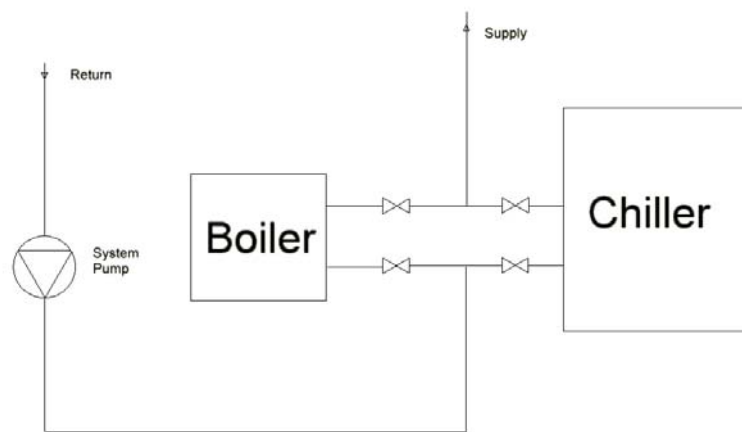 Supply
Return
Boiler
Chiller
System
Pump